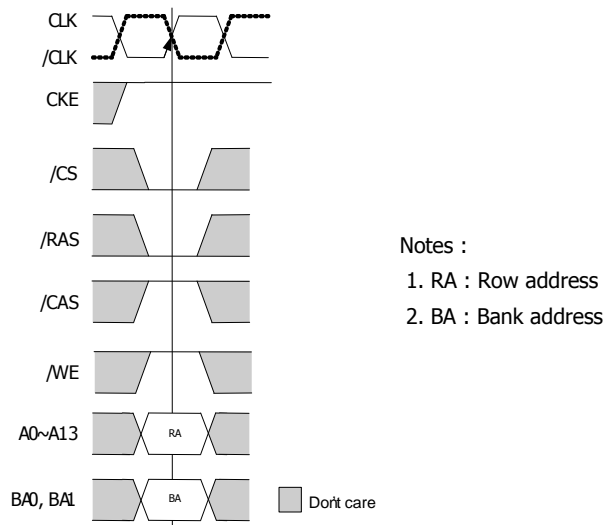 CLK
/CLK
CKE
/CS
/RAS
/CAS
/WE
A0~A13
RA
BA0, BA1
BA
Notes :
1. RA : Row address
2. BA : Bank address
Don't care